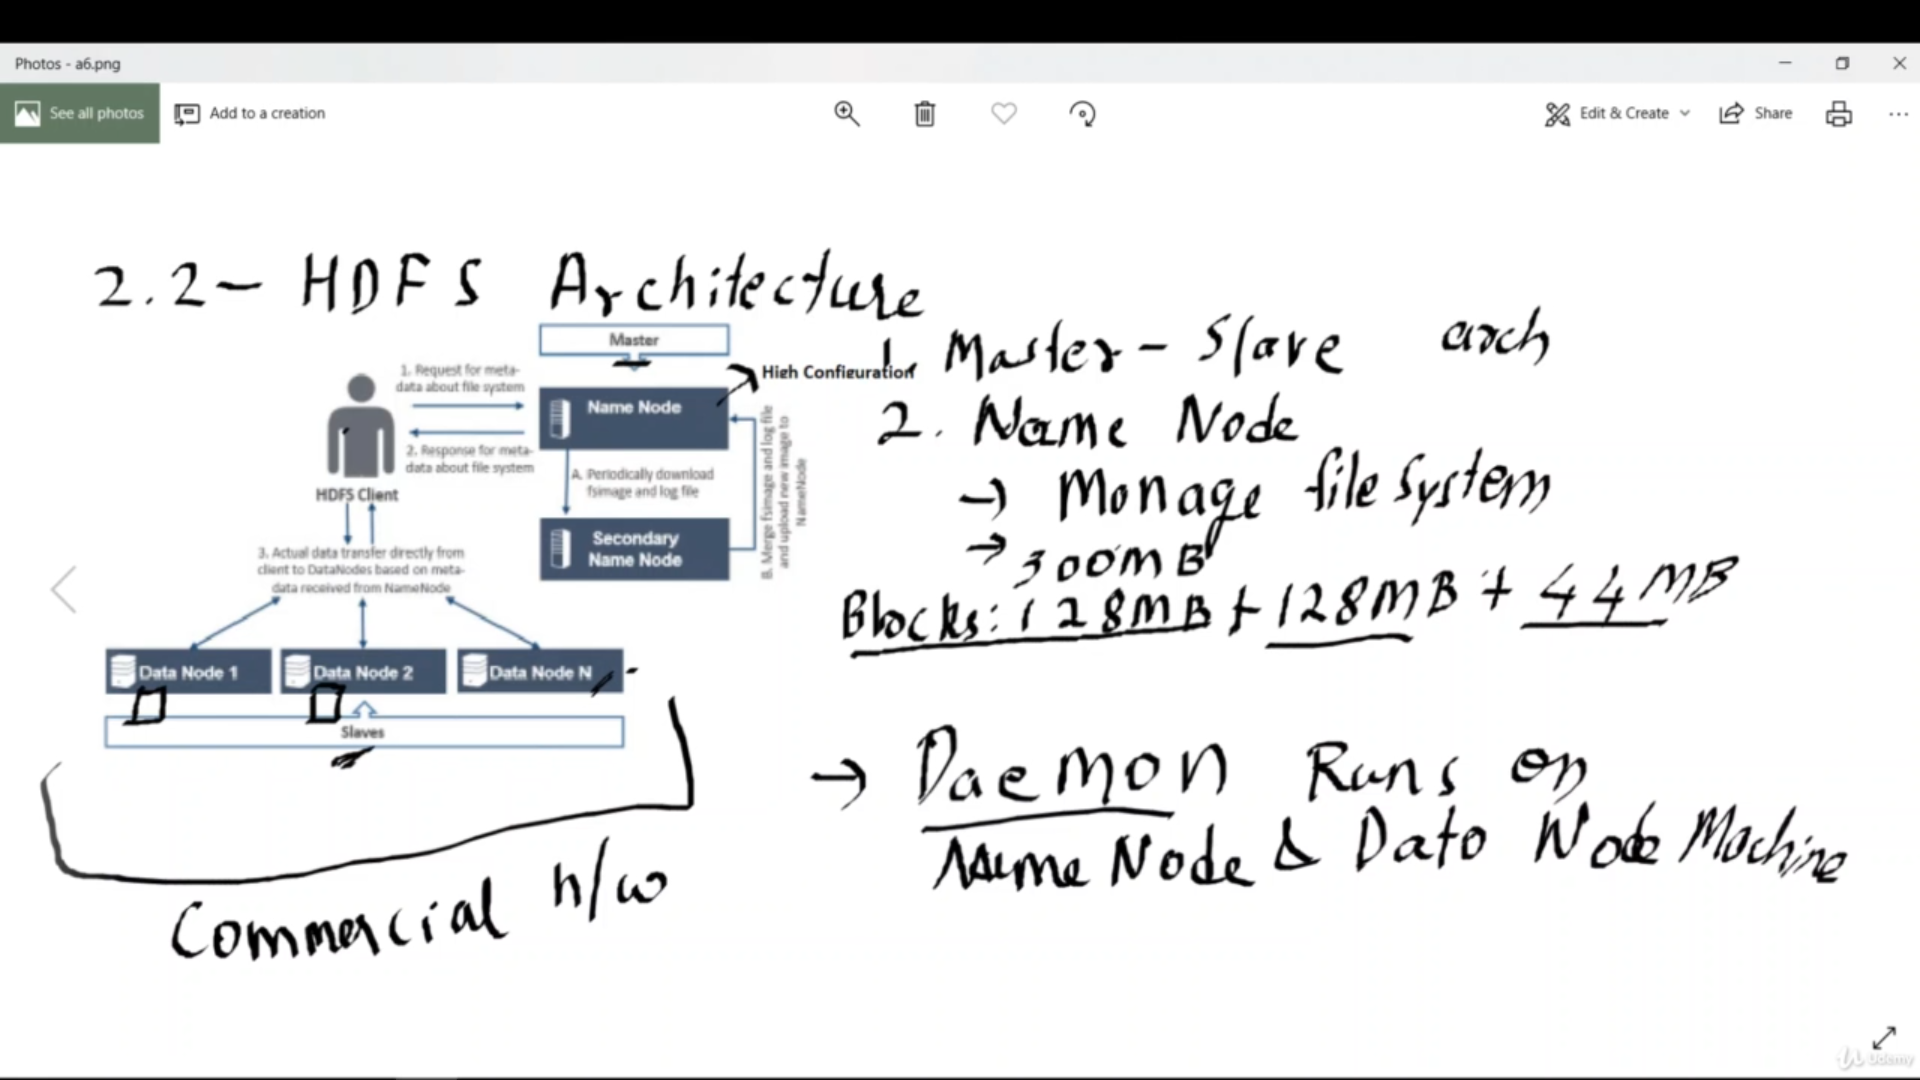 Photos - a6.png
See all photos
Add to a creation
Edit & Create
Share
2.2- HDFS Architecture
Master
1. Request for meta-
data about file system
High Configuration
Name Node
2. Response for meta-
data about file system
A. Periodically download
fsimage and log file
B. Merge fsimage and log file
and upload new image to
NameNode
HDFS Client
Secondary
Name Node
3. Actual data transfer directly from
client to DataNodes based on meta-
data received from NameNode
Data Node 1
Data Node 2
Data Node N
Slaves
Commercial h/w
1. Master - Slave arch
2. Name Node
→ Manage file System
→ 300MB
Blocks: 128MB + 128MB + 44MB
→ Daemon Runs on
Name Node & Data Node Machine
Udemy